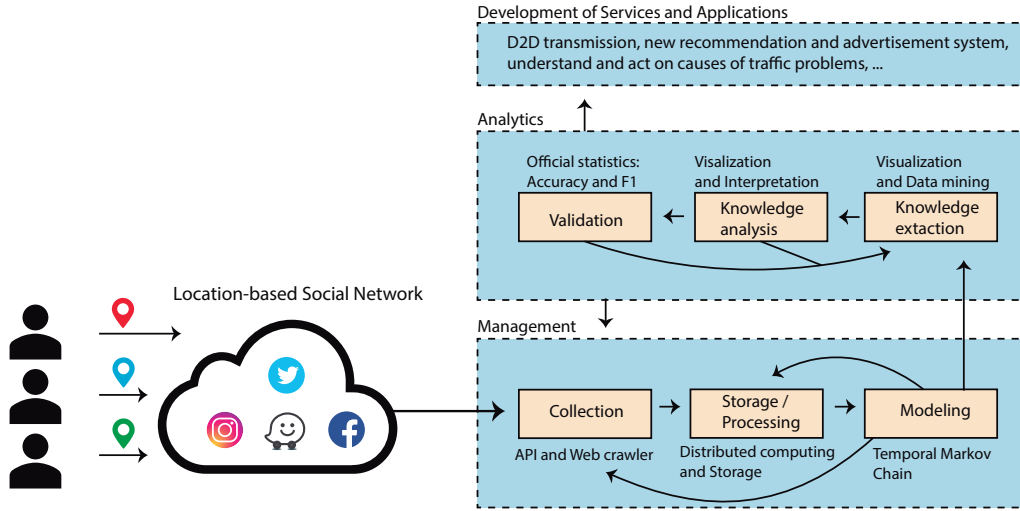 Development of Services and Applications
D2D transmission, new recommendation and advertisement system,
understand and act on causes of traffic problems, ...
Analytics
Official statistics:
Accuracy and F1
Visalization
and Interpretation
Visualization
and Data mining
Validation
Knowledge
analysis
Knowledge
extaction
Location-based Social Network
Management
Collection
Storage /
Processing
Modeling
API and Web crawler
Distributed computing
and Storage
Temporal Markov
Chain